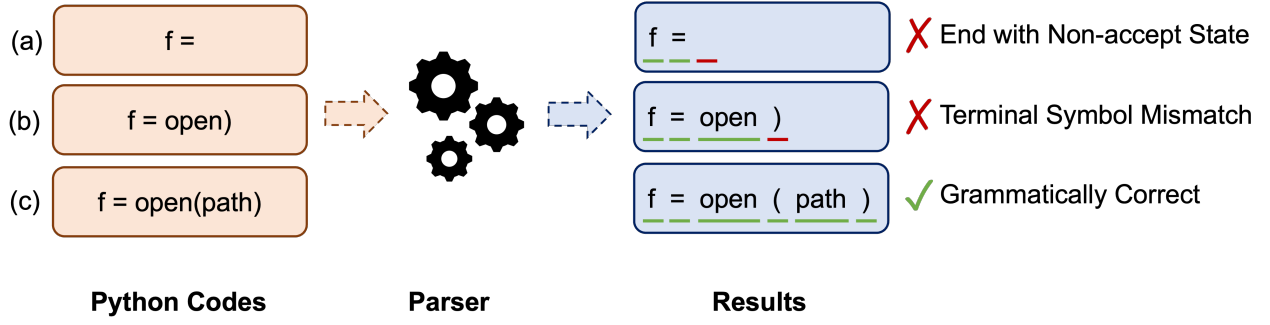 (a) f = f = ✗ End with Non-accept State
(b) f = open) f = open ) ✗ Terminal Symbol Mismatch
(c) f = open(path) f = open ( path ) ✓ Grammatically Correct
Python Codes Parser Results